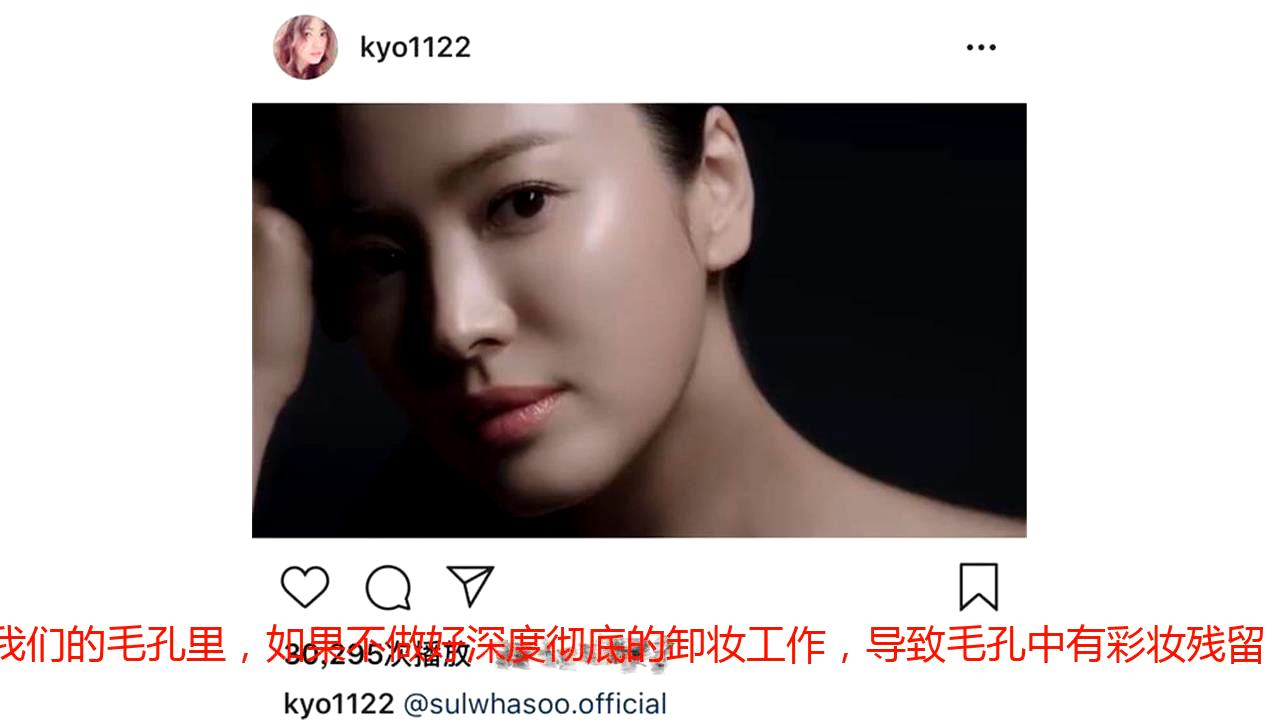 kyo1122
我们的毛孔里，如果不做好深度彻底的卸妆工作，导致毛孔中有彩妆残留
30,295次播放
kyo1122 @sulwhasoo.official